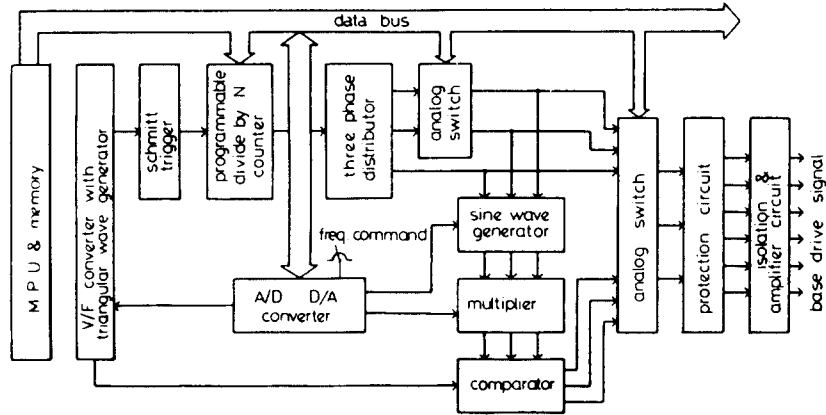 data bus
MPU & memory
V/F converter with
triangular wave generator
schmitt
trigger
programmable
divide by N
counter
three phase
distributor
analog
switch
sine wave
generator
freq command
A/D D/A
converter
multiplier
comparator
analog switch
protection circuit
isolation &
amplifier circuit
base drive signal